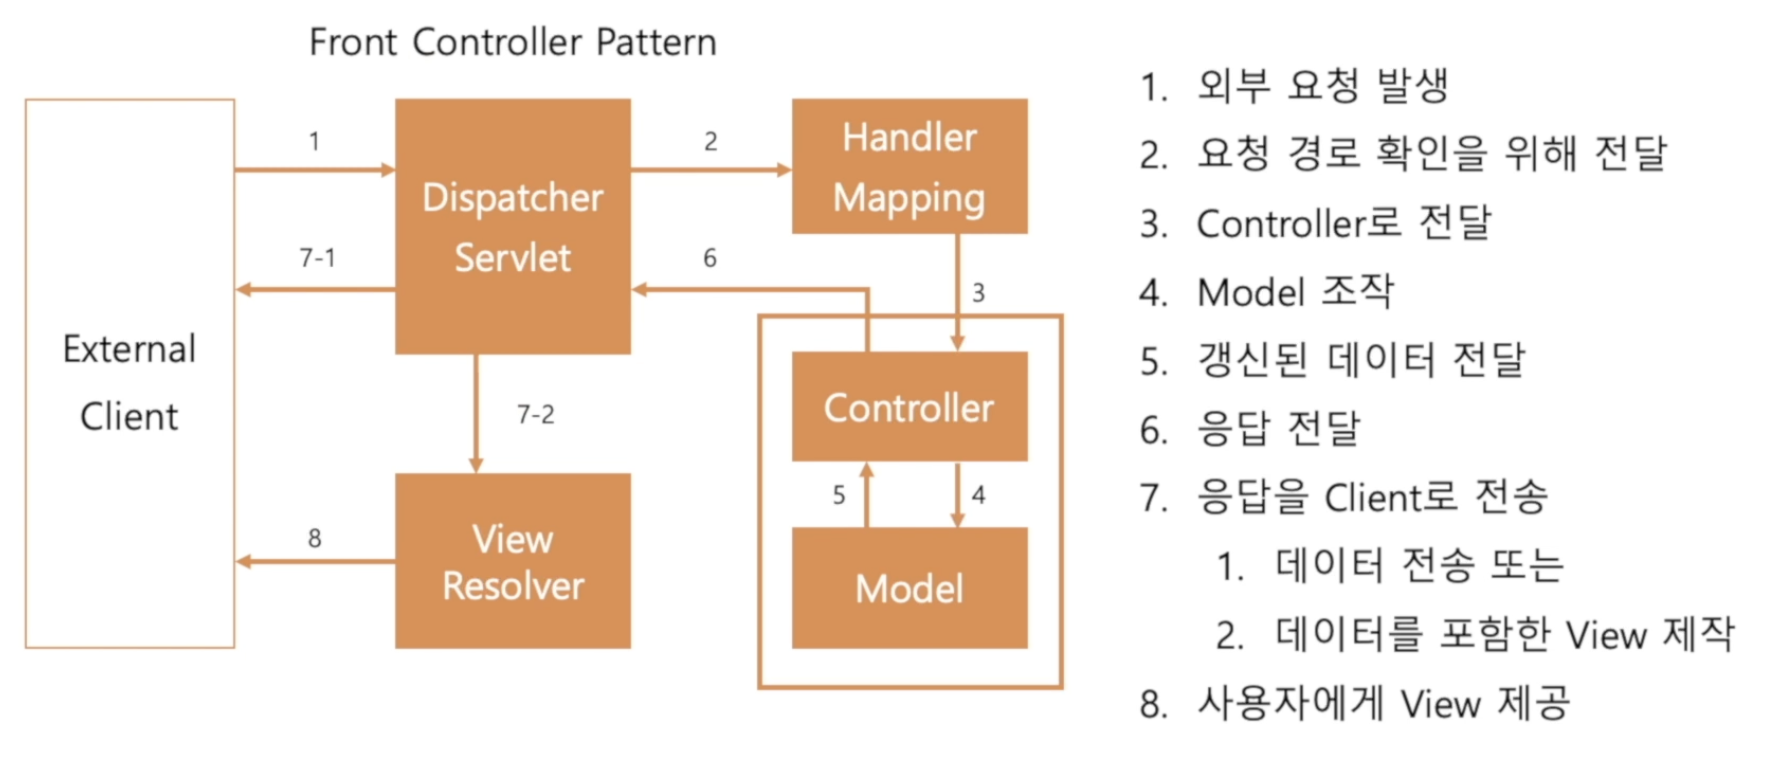 Front Controller Pattern
External
Client
1
7-1
8
Dispatcher
Servlet
7-2
View
Resolver
2
6
Handler
Mapping
3
Controller
5
4
Model
1. 외부 요청 발생
2. 요청 경로 확인을 위해 전달
3. Controller로 전달
4. Model 조작
5. 갱신된 데이터 전달
6. 응답 전달
7. 응답을 Client로 전송
1. 데이터 전송 또는
2. 데이터를 포함한 View 제작
8. 사용자에게 View 제공